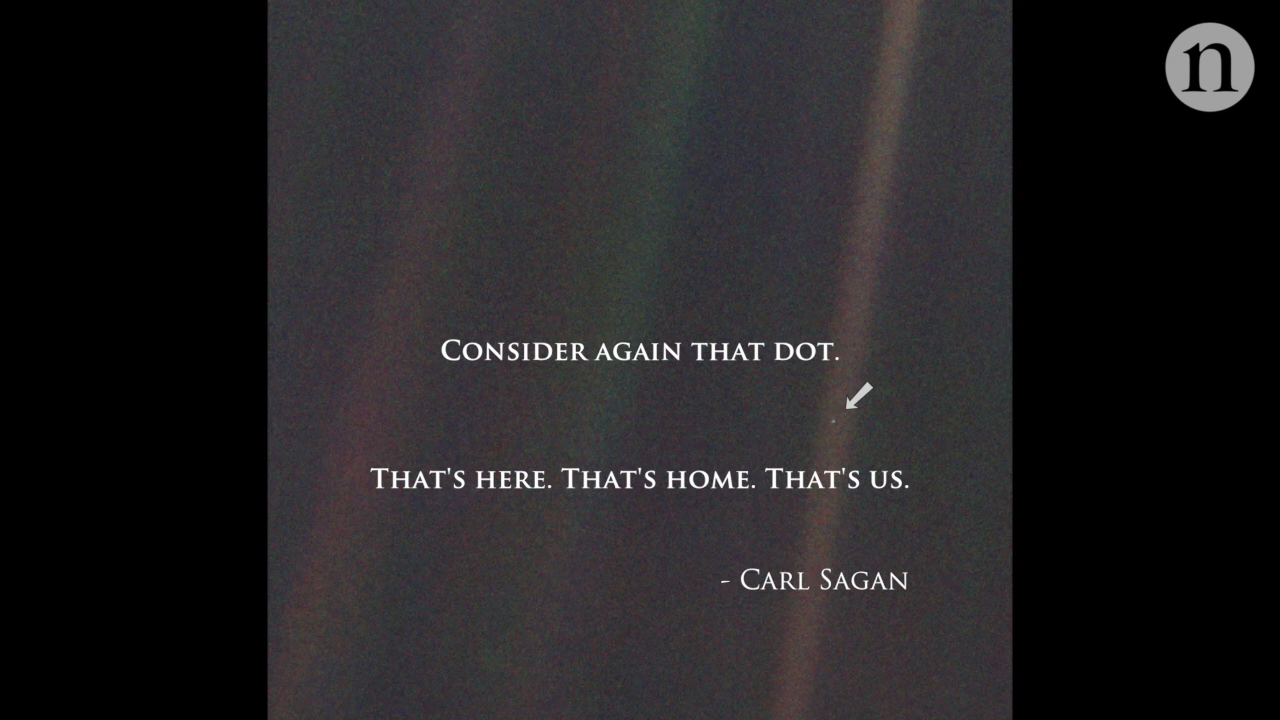 n
Consider again that dot.
That's here. That's home. That's us.
- Carl Sagan